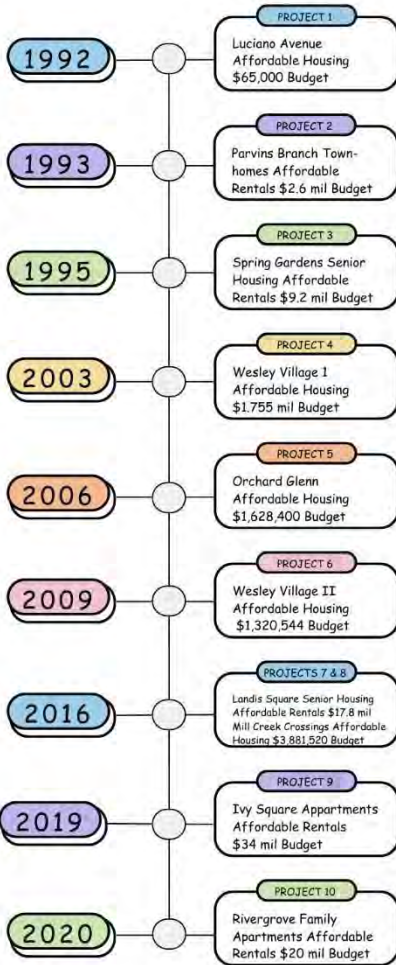 PROJECT 1
1992
Luciano Avenue
Affordable Housing
$65,000 Budget
PROJECT 2
1993
Parvins Branch Town-
homes Affordable
Rentals $2.6 mil Budget
PROJECT 3
1995
Spring Gardens Senior
Housing Affordable
Rentals $9.2 mil Budget
PROJECT 4
2003
Wesley Village 1
Affordable Housing
$1.755 mil Budget
PROJECT 5
2006
Orchard Glenn
Affordable Housing
$1,628,400 Budget
PROJECT 6
2009
Wesley Village II
Affordable Housing
$1,320,544 Budget
PROJECTS 7 & 8
2016
Landis Square Senior Housing
Affordable Rentals $17.8 mil
Mill Creek Crossings Affordable
Housing $3,881,520 Budget
PROJECT 9
2019
Ivy Square Appartments
Affordable Rentals
$34 mil Budget
PROJECT 10
2020
Rivergrove Family
Apartments Affordable
Rentals $20 mil Budget